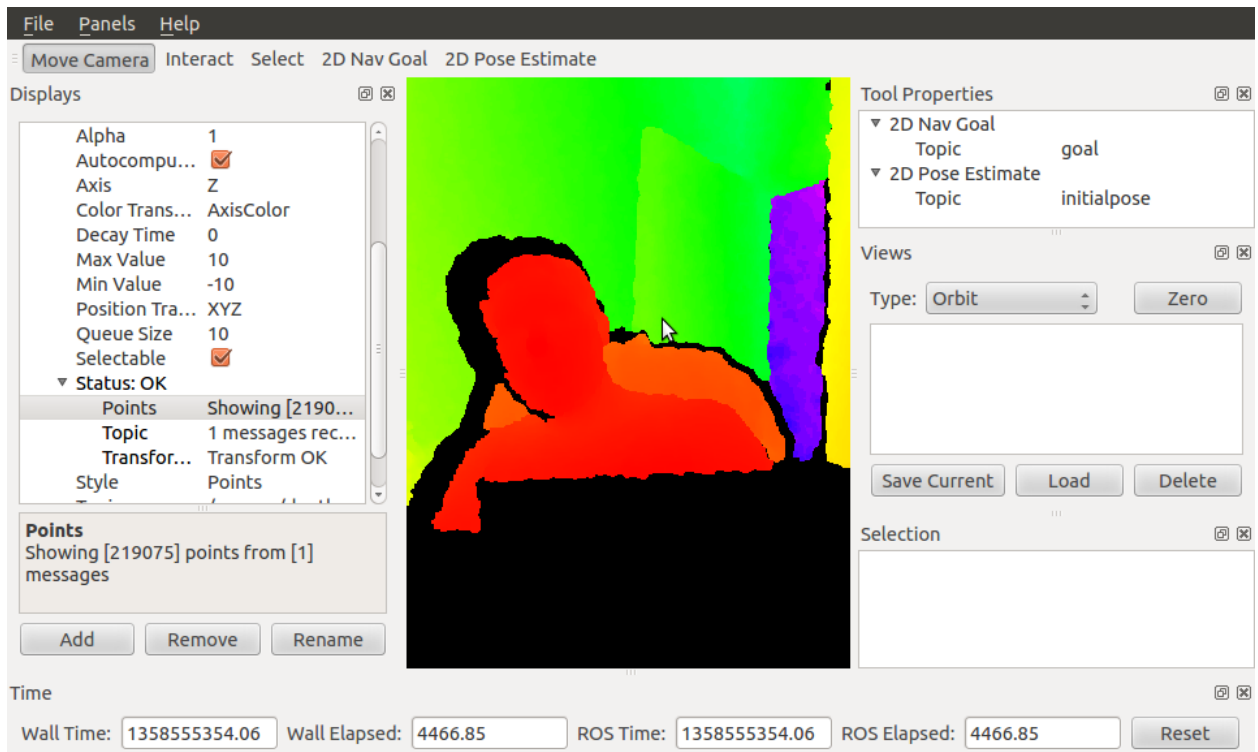 File Panels Help
Move Camera Interact Select 2D Nav Goal 2D Pose Estimate
Displays
Alpha 1
Autocompu...
Axis Z
Color Trans... AxisColor
Decay Time 0
Max Value 10
Min Value -10
Position Tra... XYZ
Queue Size 10
Selectable
Status: OK
Points Showing [2190...
Topic 1 messages rec...
Transfor... Transform OK
Style Points
Points
Showing [219075] points from [1]
messages
Add Remove Rename
Tool Properties
2D Nav Goal
Topic goal
2D Pose Estimate
Topic initialpose
Views
Type: Orbit Zero
Save Current Load Delete
Selection
Time
Wall Time: 1358555354.06 Wall Elapsed: 4466.85 ROS Time: 1358555354.06 ROS Elapsed: 4466.85 Reset